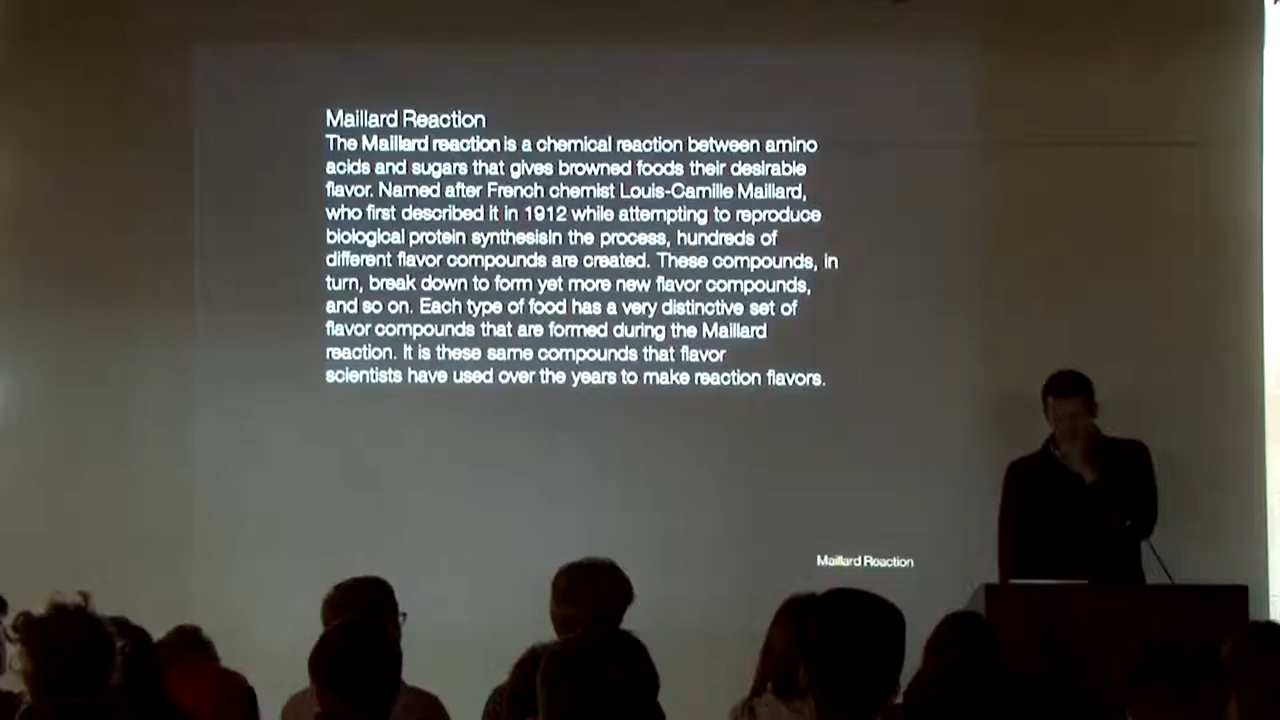 Maillard Reaction
The Maillard reaction is a chemical reaction between amino
acids and sugars that gives browned foods their desirable
flavor. Named after French chemist Louis-Camille Maillard,
who first described it in 1912 while attempting to reproduce
biological protein synthesisIn the process, hundreds of
different flavor compounds are created. These compounds, in
turn, break down to form yet more new flavor compounds,
and so on. Each type of food has a very distinctive set of
flavor compounds that are formed during the Maillard
reaction. It is these same compounds that flavor
scientists have used over the years to make reaction flavors.
Maillard Reaction